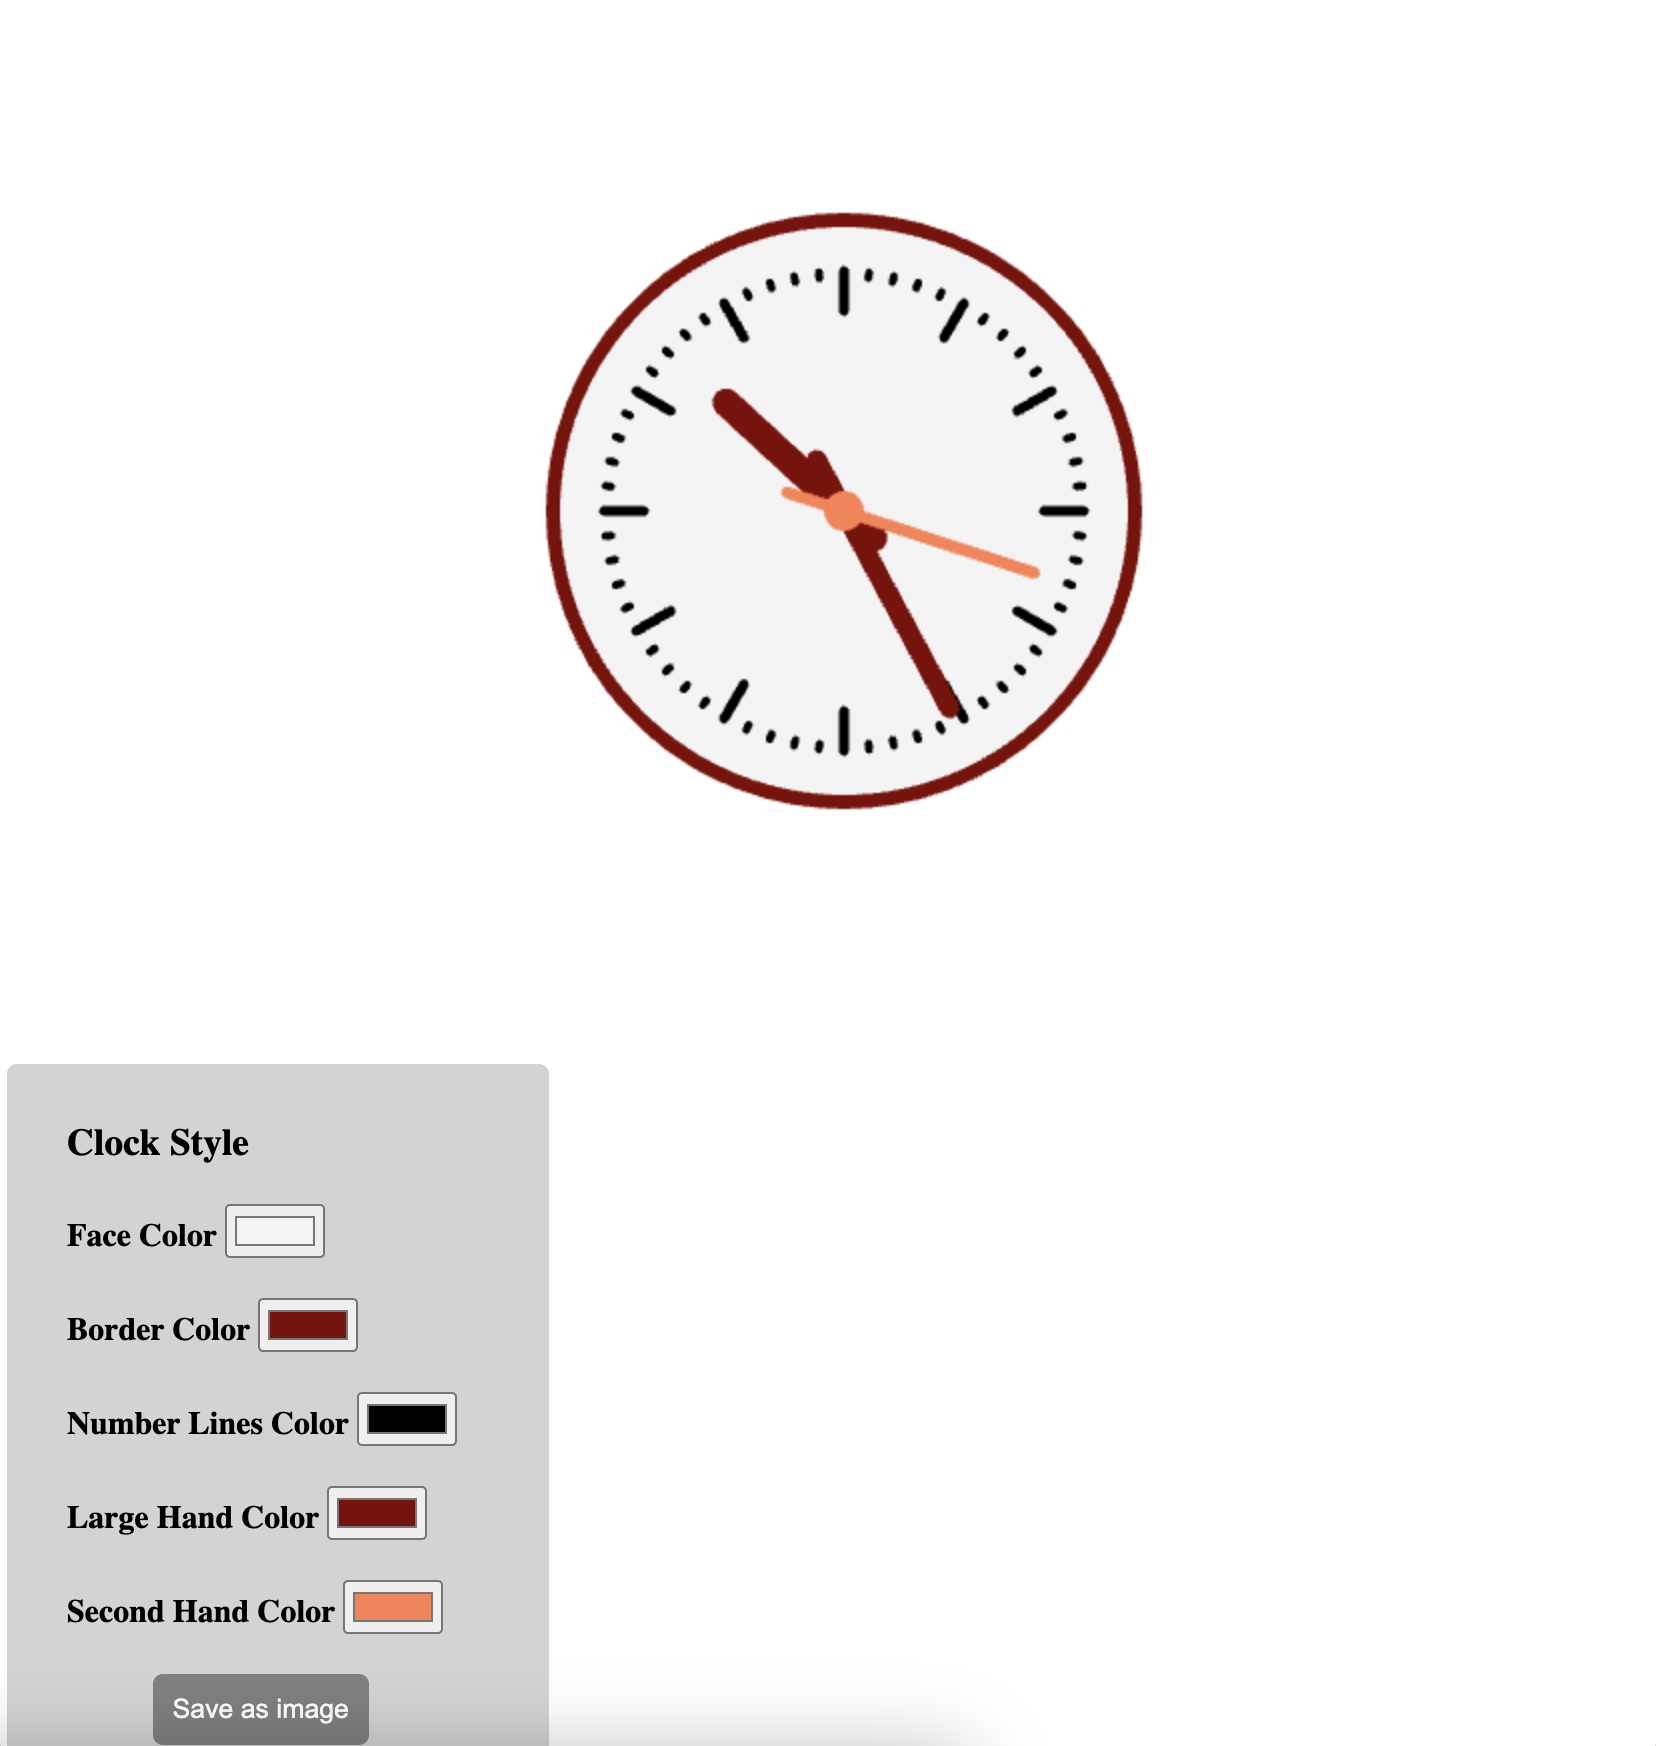 Clock Style
Face Color
Border Color
Number Lines Color
Large Hand Color
Second Hand Color
Save as image